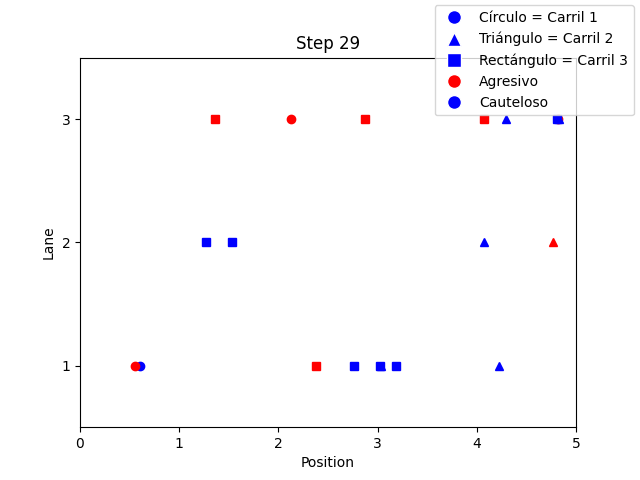 Step 29
Círculo = Carril 1
Triángulo = Carril 2
Rectángulo = Carril 3
Agresivo
Cauteloso
Lane
3
2
1
0 1 2 3 4 5
Position